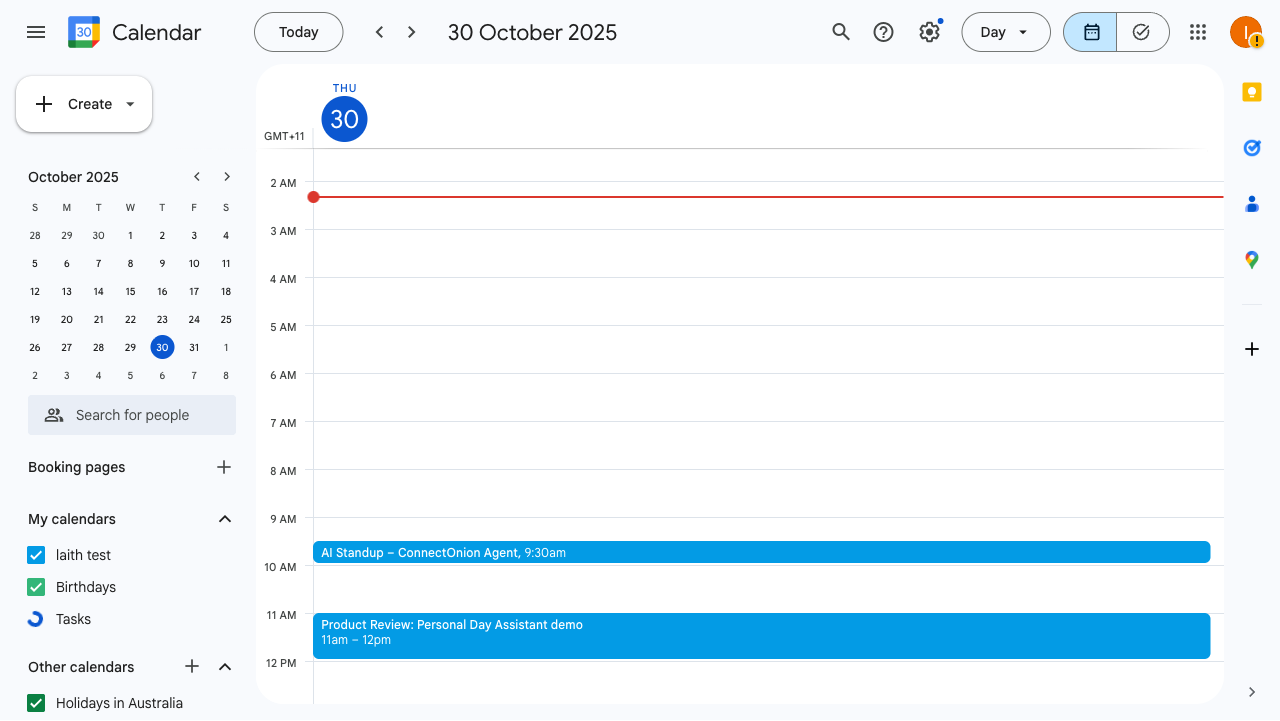 30
Calendar
Today
30 October 2025
Day
I
!
Create
October 2025
S M T W T F S
28 29 30 1 2 3 4
5 6 7 8 9 10 11
12 13 14 15 16 17 18
19 20 21 22 23 24 25
26 27 28 29 30 31 1
2 3 4 5 6 7 8
Search for people
Booking pages
My calendars
laith test
Birthdays
Tasks
Other calendars
Holidays in Australia
THU
30
GMT+11
2 AM
3 AM
4 AM
5 AM
6 AM
7 AM
8 AM
9 AM
AI Standup – ConnectOnion Agent, 9:30am
10 AM
11 AM
Product Review: Personal Day Assistant demo
11am – 12pm
12 PM